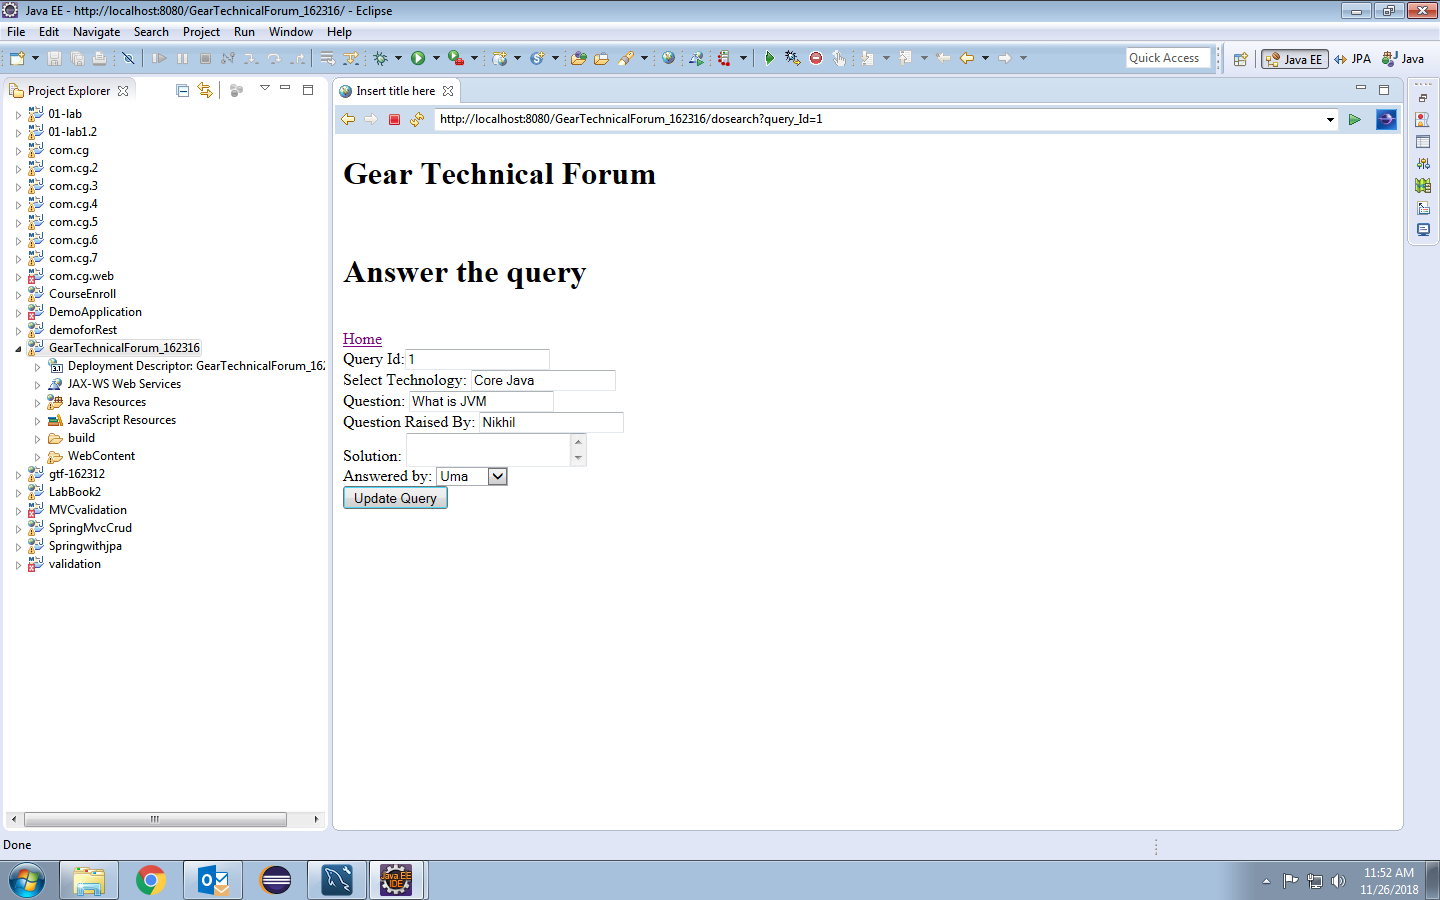 Java EE - http://localhost:8080/GearTechnicalForum_162316/ - Eclipse
File Edit Navigate Search Project Run Window Help
Quick Access
Java EE
JPA
Java
Project Explorer
Insert title here
http://localhost:8080/GearTechnicalForum_162316/dosearch?query_Id=1
01-lab
01-lab1.2
com.cg
com.cg.2
com.cg.3
com.cg.4
com.cg.5
com.cg.6
com.cg.7
com.cg.web
CourseEnroll
DemoApplication
demoforRest
GearTechnicalForum_162316
Deployment Descriptor: GearTechnicalForum_162
JAX-WS Web Services
Java Resources
JavaScript Resources
build
WebContent
gtf-162312
LabBook2
MVCvalidation
SpringMvcCrud
Springwithjpa
validation
Gear Technical Forum
Answer the query
Home
Query Id: 1
Select Technology: Core Java
Question: What is JVM
Question Raised By: Nikhil
Solution:
Answered by: Uma
Update Query
Done
Java EE
IDE
11:52 AM
11/26/2018